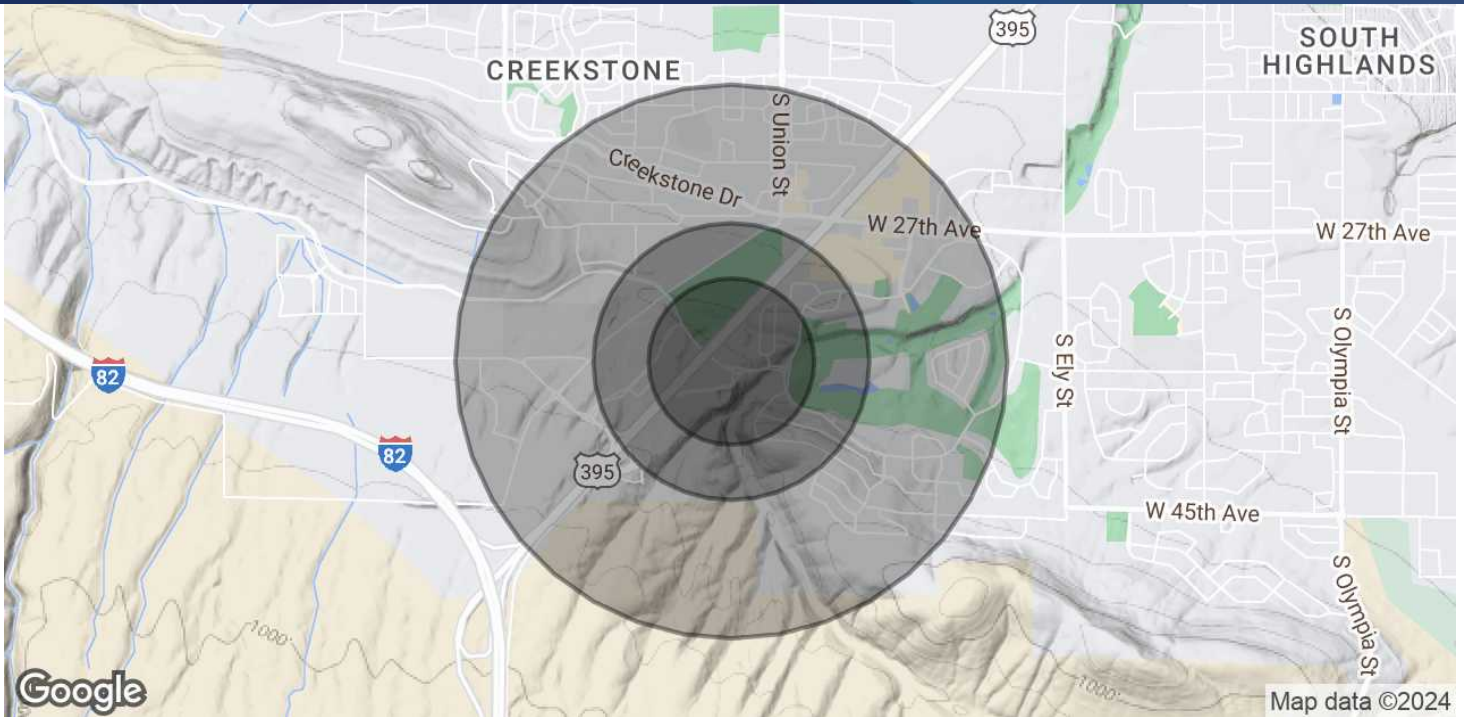 395
SOUTH
HIGHLANDS
CREEKSTONE
S Union St
Creekstone Dr
W 27th Ave
W 27th Ave
S Ely St
S Olympia St
82
82
395
W 45th Ave
S Olympia St
1000'
1000'
Google
Map data ©2024